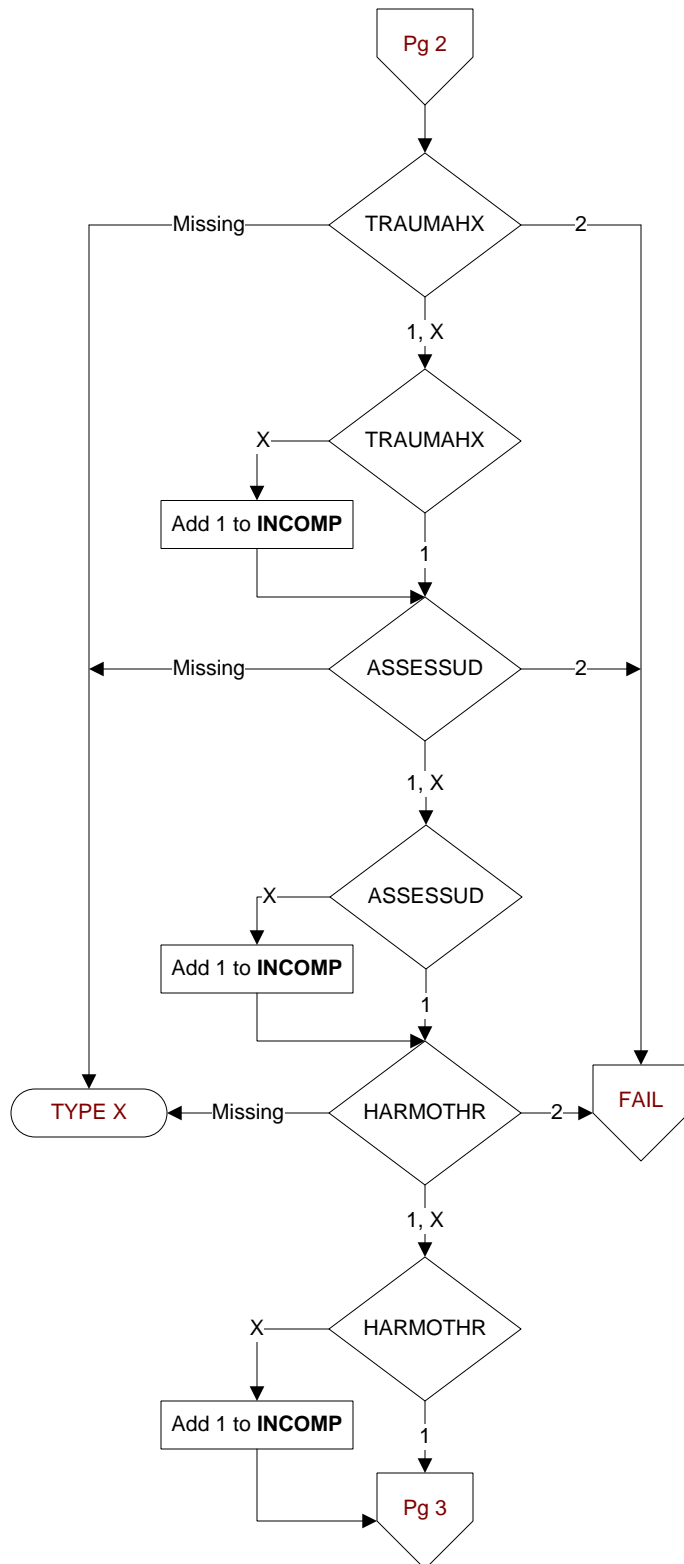 Pg 2
Missing
TRAUMAHX
2
1, X
X
TRAUMAHX
Add 1 to INCOMP
1
Missing
ASSESSUD
2
1, X
X
ASSESSUD
Add 1 to INCOMP
1
TYPE X
Missing
HARMOTHR
2
FAIL
1, X
X
HARMOTHR
Add 1 to INCOMP
1
Pg 3